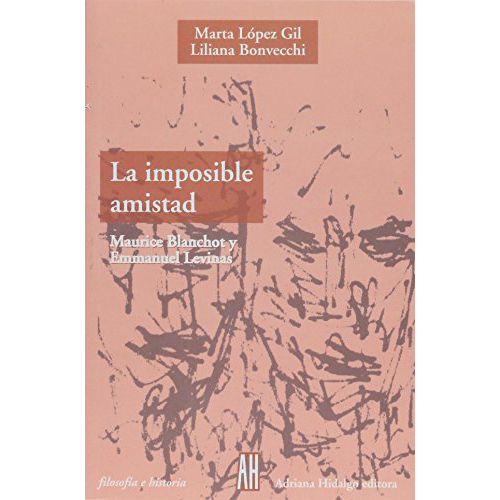 Marta López Gil
Liliana Bonvecchi
La imposible
amistad
Maurice Blanchot y
Emmanuel Levinas
filosofía e historia
AH
Adriana Hidalgo editora